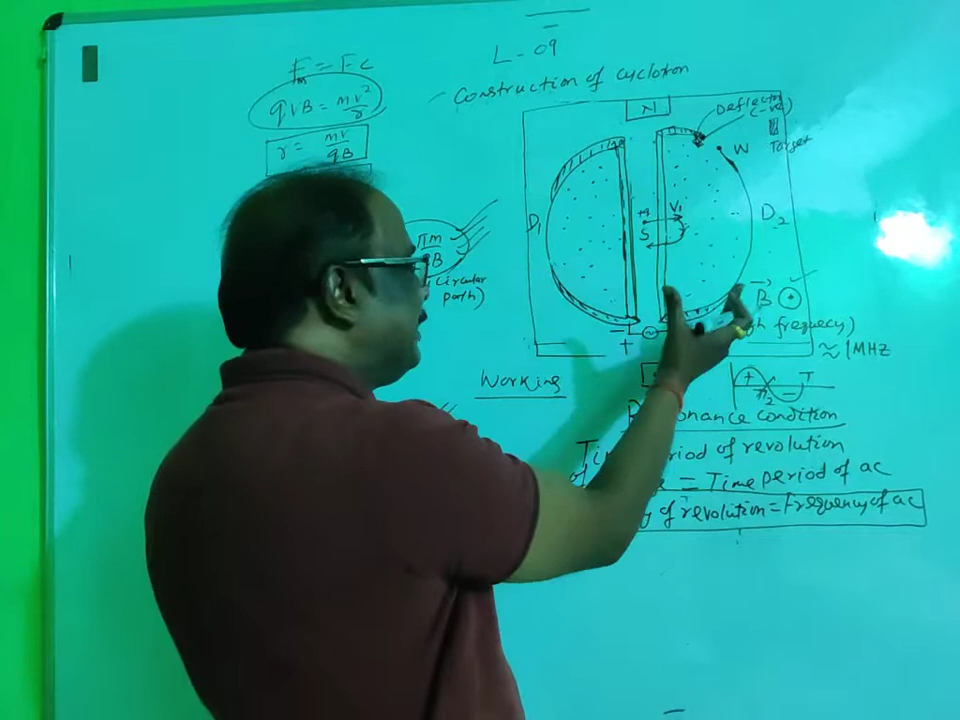 L - 09
Construction of cyclotron
Fm = Fc
qVB = mv²/r
r = mv/qB
πm/qB
(circular path)
N
Deflector (-ve)
Target
W
D1
D2
+q
V1
S
B⃗ ⊙
frequency)
≈ 1MHz
- ~
+
Working
+ T
T/2 -
condition
Time period of revolution
of = Time period of ac
of revolution = Frequency of ac